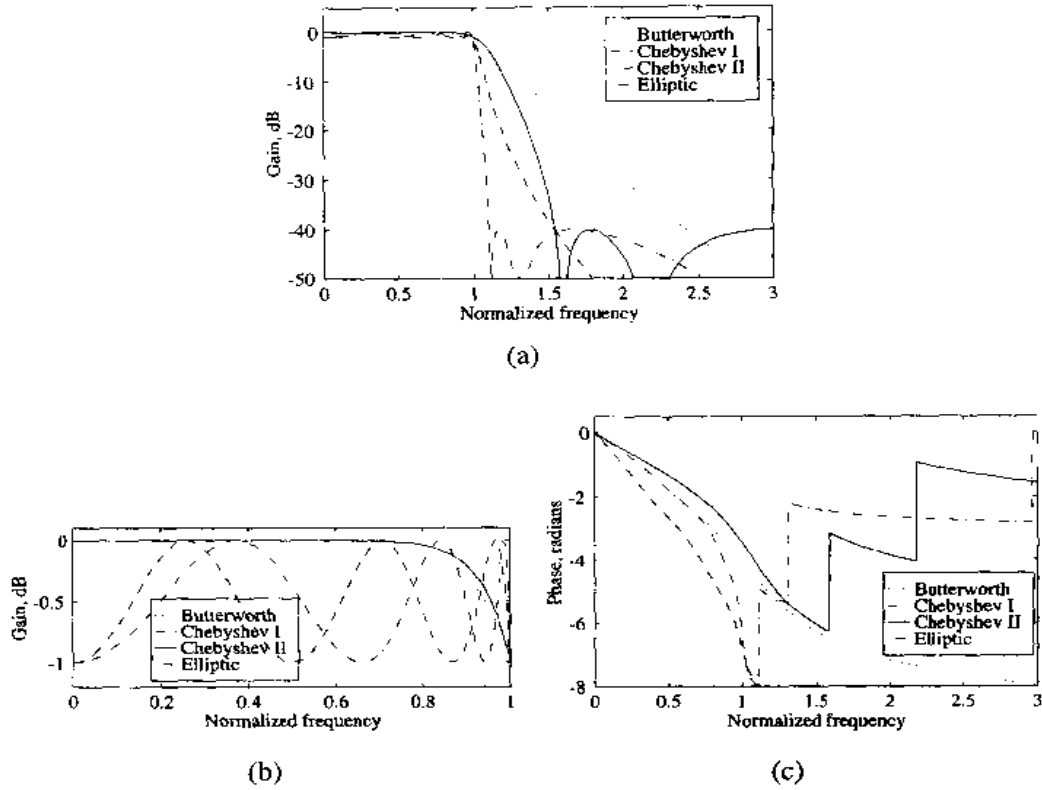 0
-10
-20
-30
-40
-50
Gain, dB
Butterworth
Chebyshev I
Chebyshev II
Elliptic
0 0.5 1 1.5 2 2.5 3
Normalized frequency
(a)
0
-0.5
-1
Gain, dB
Butterworth
Chebyshev I
Chebyshev II
Elliptic
0 0.2 0.4 0.6 0.8 1
Normalized frequency
(b)
0
-2
-4
-6
-8
Phase, radians
Butterworth
Chebyshev I
Chebyshev II
Elliptic
0 0.5 1 1.5 2 2.5 3
Normalized frequency
(c)